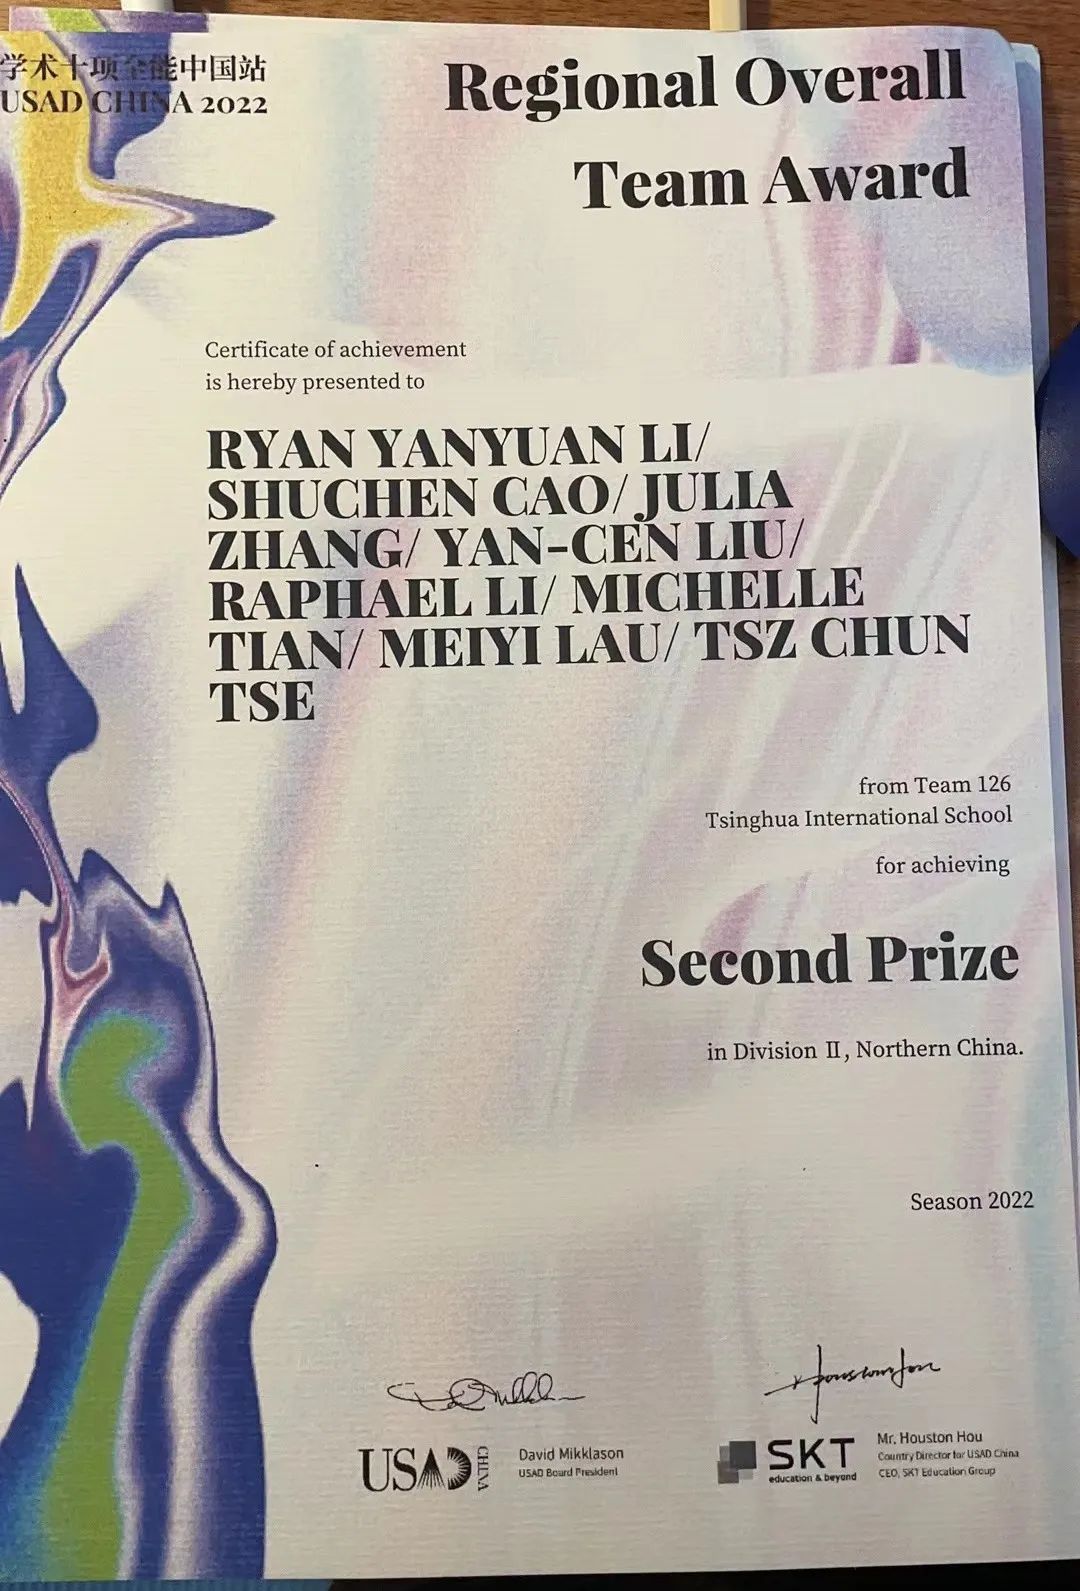 学术十项全能中国站
USAD CHINA 2022
Regional Overall
Team Award
Certificate of achievement
is hereby presented to
RYAN YANYUAN LI/
SHUCHEN CAO/ JULIA
ZHANG/ YAN-CEN LIU/
RAPHAEL LI/ MICHELLE
TIAN/ MEIYI LAU/ TSZ CHUN
TSE
from Team 126
Tsinghua International School
for achieving
Second Prize
in Division Ⅱ, Northern China.
Season 2022
USAD CHINA
David Mikklason
USAD Board President
SKT
education & beyond
Mr. Houston Hou
Country Director for USAD China
CEO, SKT Education Group